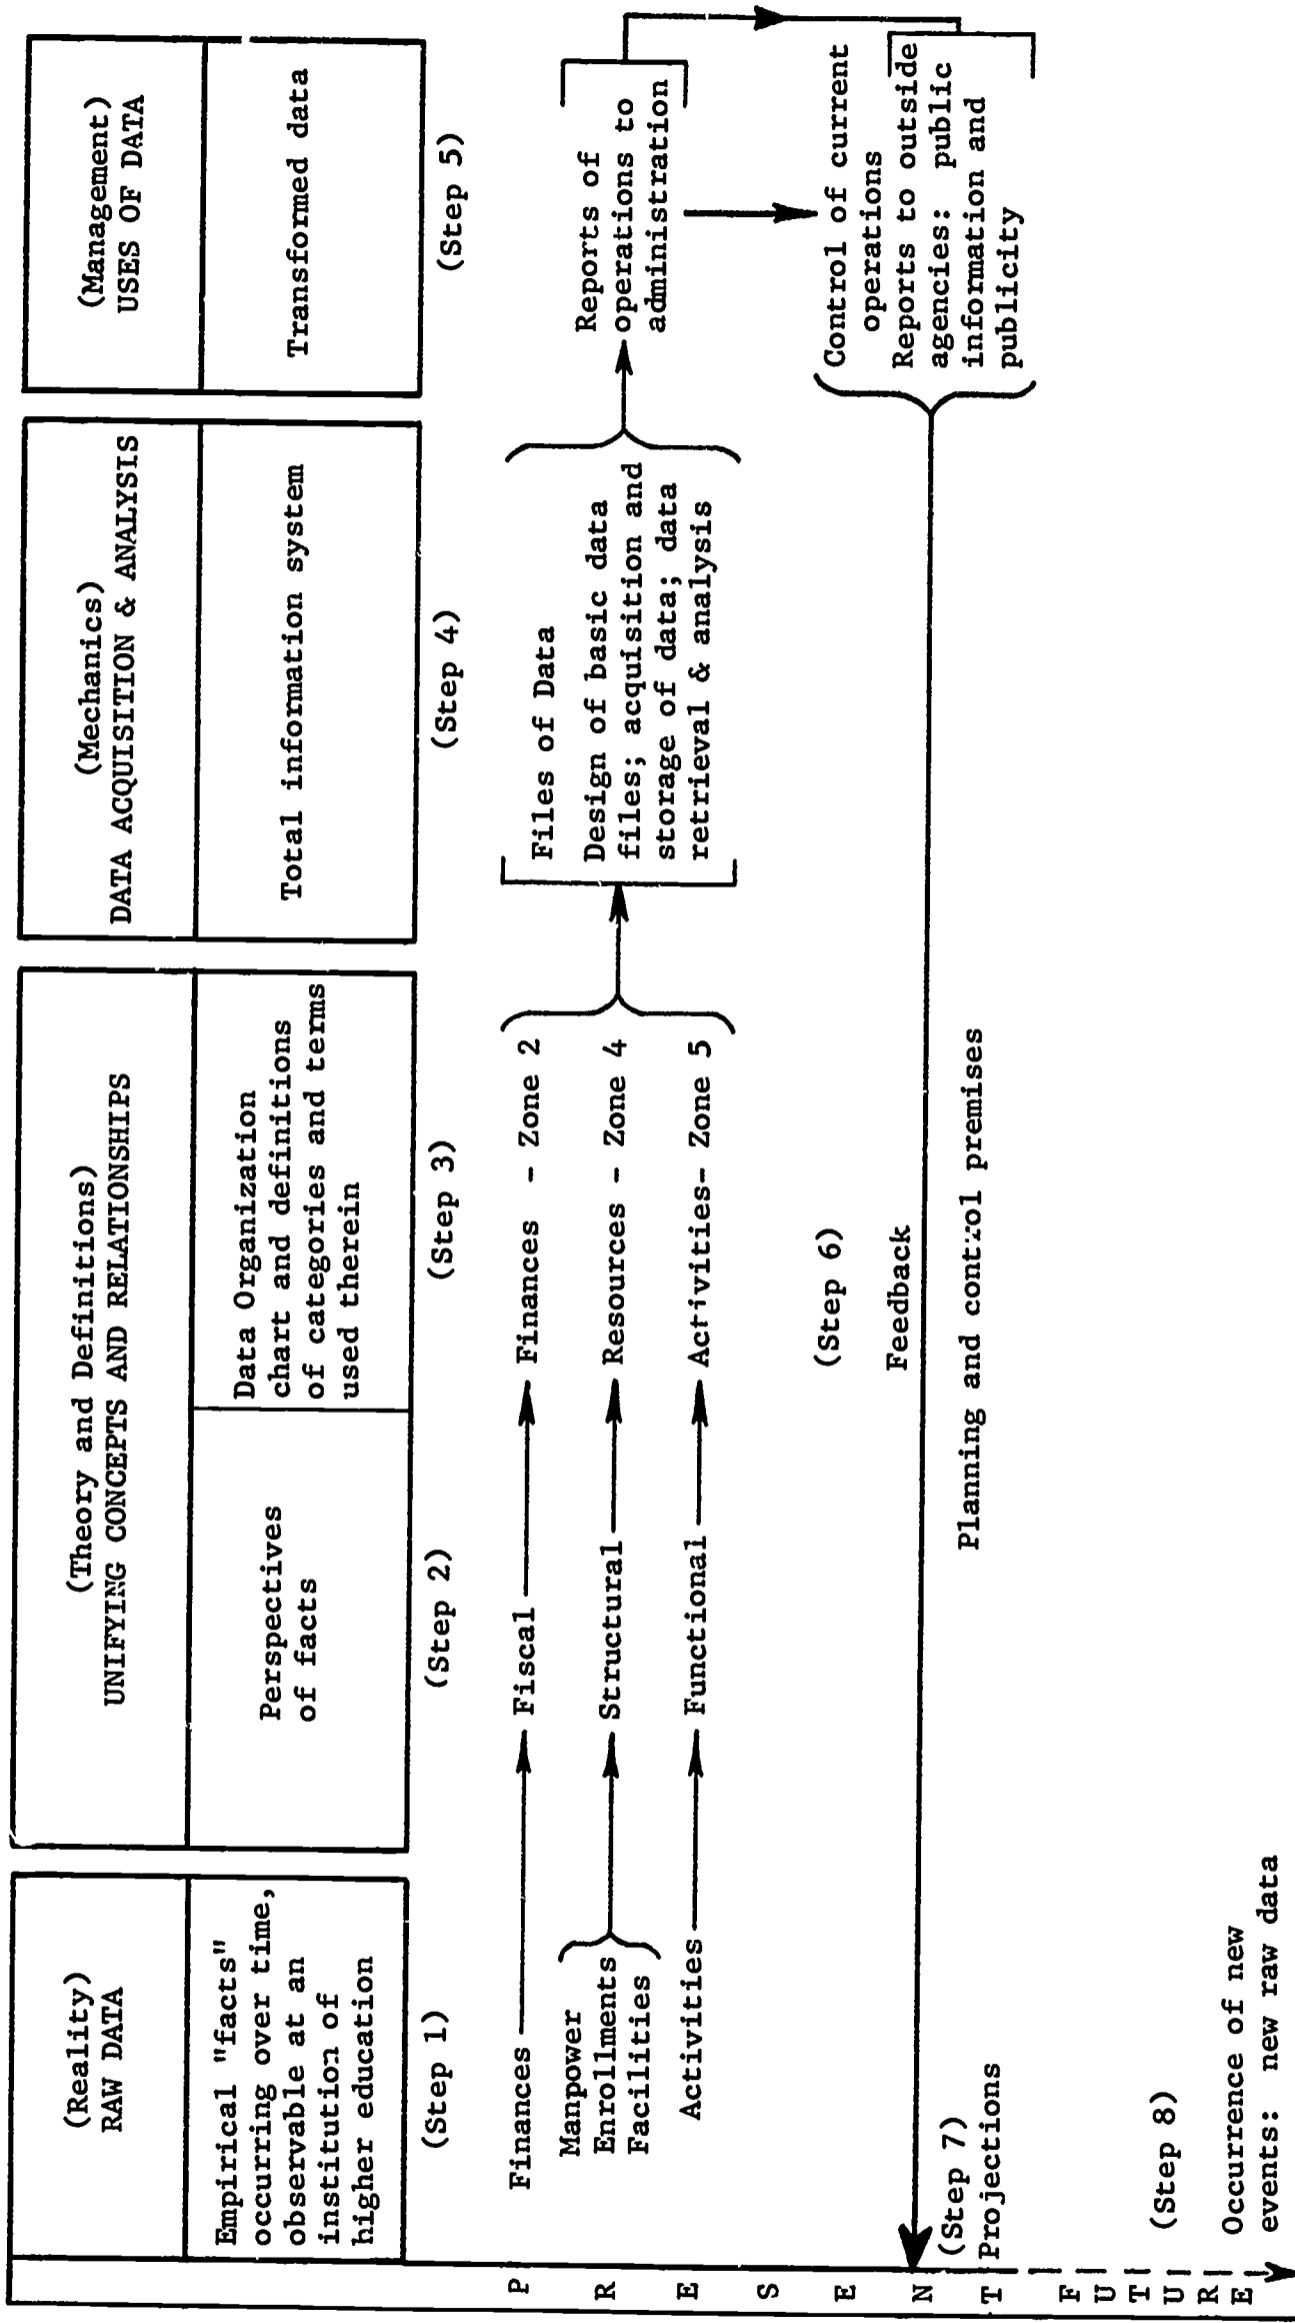 (Reality)
RAW DATA
(Theory and Definitions)
UNIFYING CONCEPTS AND RELATIONSHIPS
(Mechanics)
DATA ACQUISITION & ANALYSIS
(Management)
USES OF DATA
Empirical "facts"
occurring over time,
observable at an
institution of
higher education
Perspectives
of facts
Data Organization
chart and definitions
of categories and terms
used therein
Total information system
Transformed data
(Step 1)
(Step 2)
(Step 3)
(Step 4)
(Step 5)
Finances
Fiscal
Finances - Zone 2
Manpower
Enrollments
Facilities
Structural
Resources - Zone 4
Activities
Functional
Activities- Zone 5
Files of Data
Design of basic data
files; acquisition and
storage of data; data
retrieval & analysis
Reports of
operations to
administration
Control of current
operations
Reports to outside
agencies: public
information and
publicity
(Step 6)
Feedback
Planning and control premises
(Step 7)
Projections
(Step 8)
Occurrence of new
events: new raw data
P
R
E
S
E
N
T
F
U
T
U
R
E